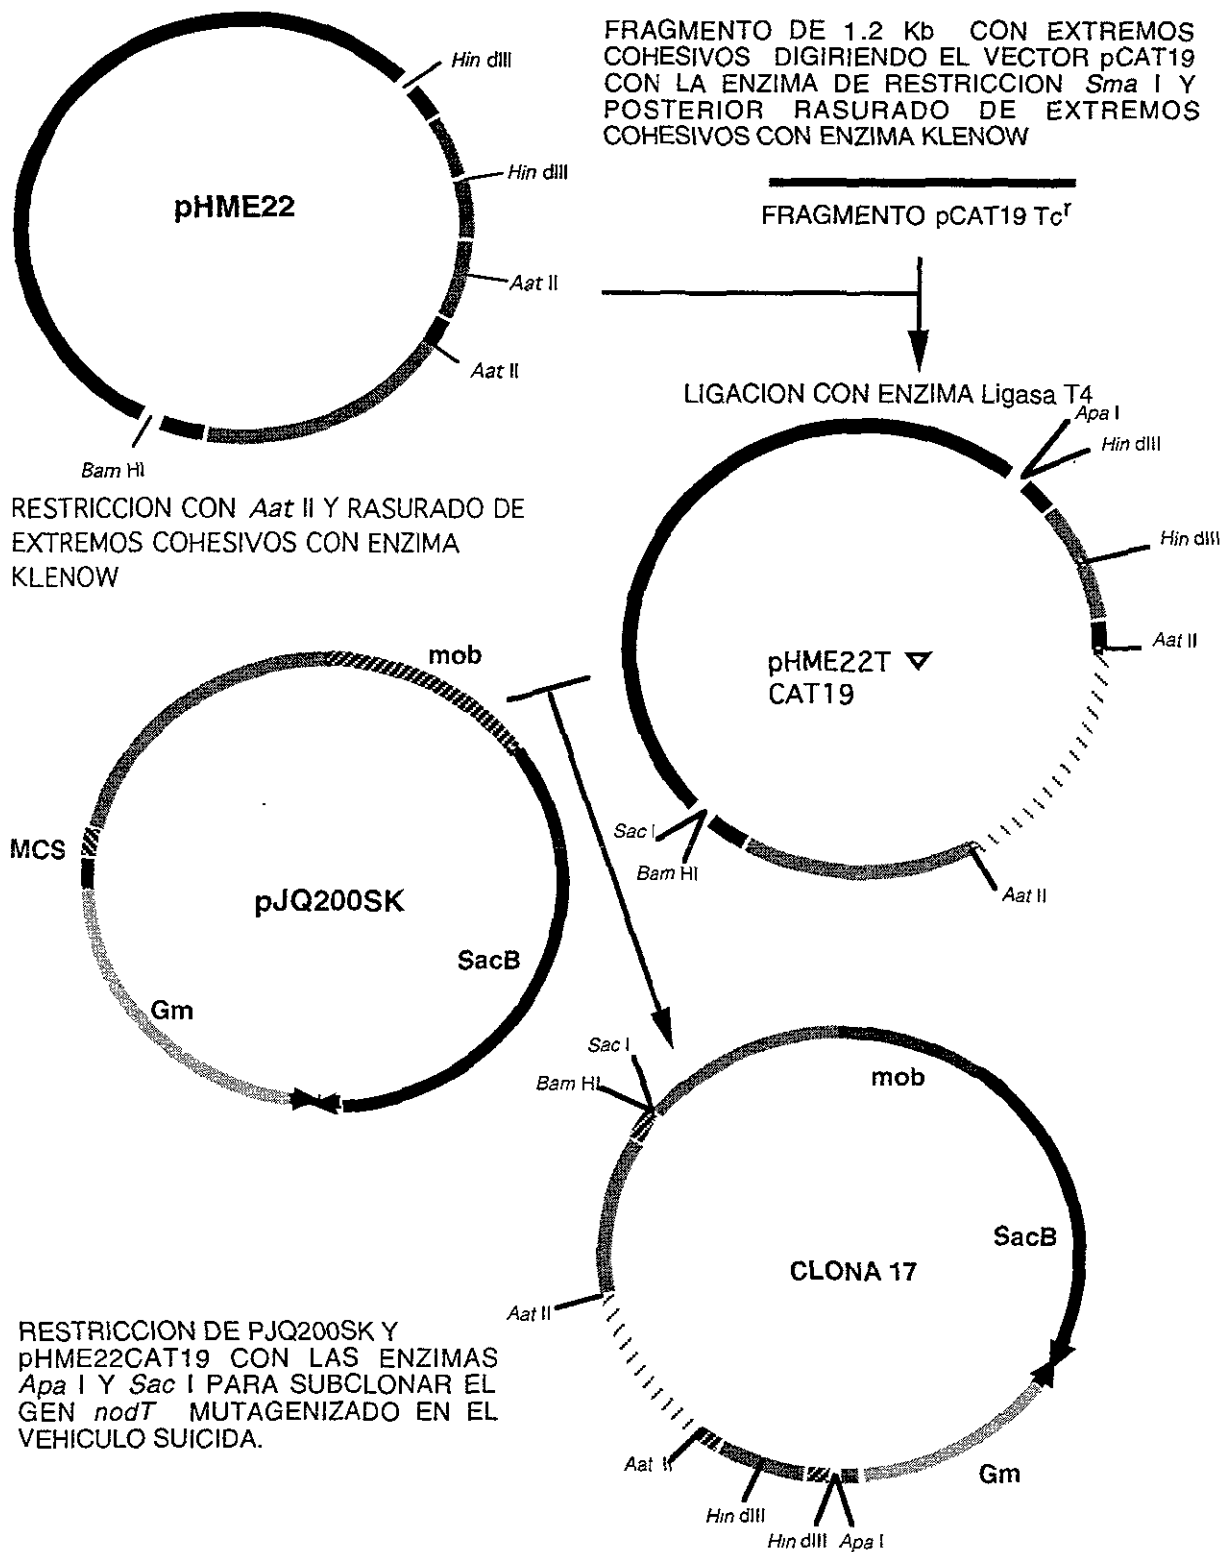 FRAGMENTO DE 1.2 Kb CON EXTREMOS
COHESIVOS DIGIRIENDO EL VECTOR pCAT19
CON LA ENZIMA DE RESTRICCION Sma I Y
POSTERIOR RASURADO DE EXTREMOS
COHESIVOS CON ENZIMA KLENOW
FRAGMENTO pCAT19 Tcr
Hin dIII
Hin dIII
pHME22
Aat II
Aat II
Bam HI
RESTRICCION CON Aat II Y RASURADO DE
EXTREMOS COHESIVOS CON ENZIMA
KLENOW
LIGACION CON ENZIMA Ligasa T4
Apa I
Hin dIII
Hin dIII
Aat II
pHME22T ▽
CAT19
Sac I
Bam HI
Aat II
mob
MCS
pJQ200SK
SacB
Gm
Sac I
Bam HI
mob
SacB
CLONA 17
Aat II
Aat II
Hin dIII
Hin dIII
Apa I
Gm
RESTRICCION DE PJQ200SK Y
pHME22CAT19 CON LAS ENZIMAS
Apa I Y Sac I PARA SUBCLONAR EL
GEN nodT MUTAGENIZADO EN EL
VEHICULO SUICIDA.